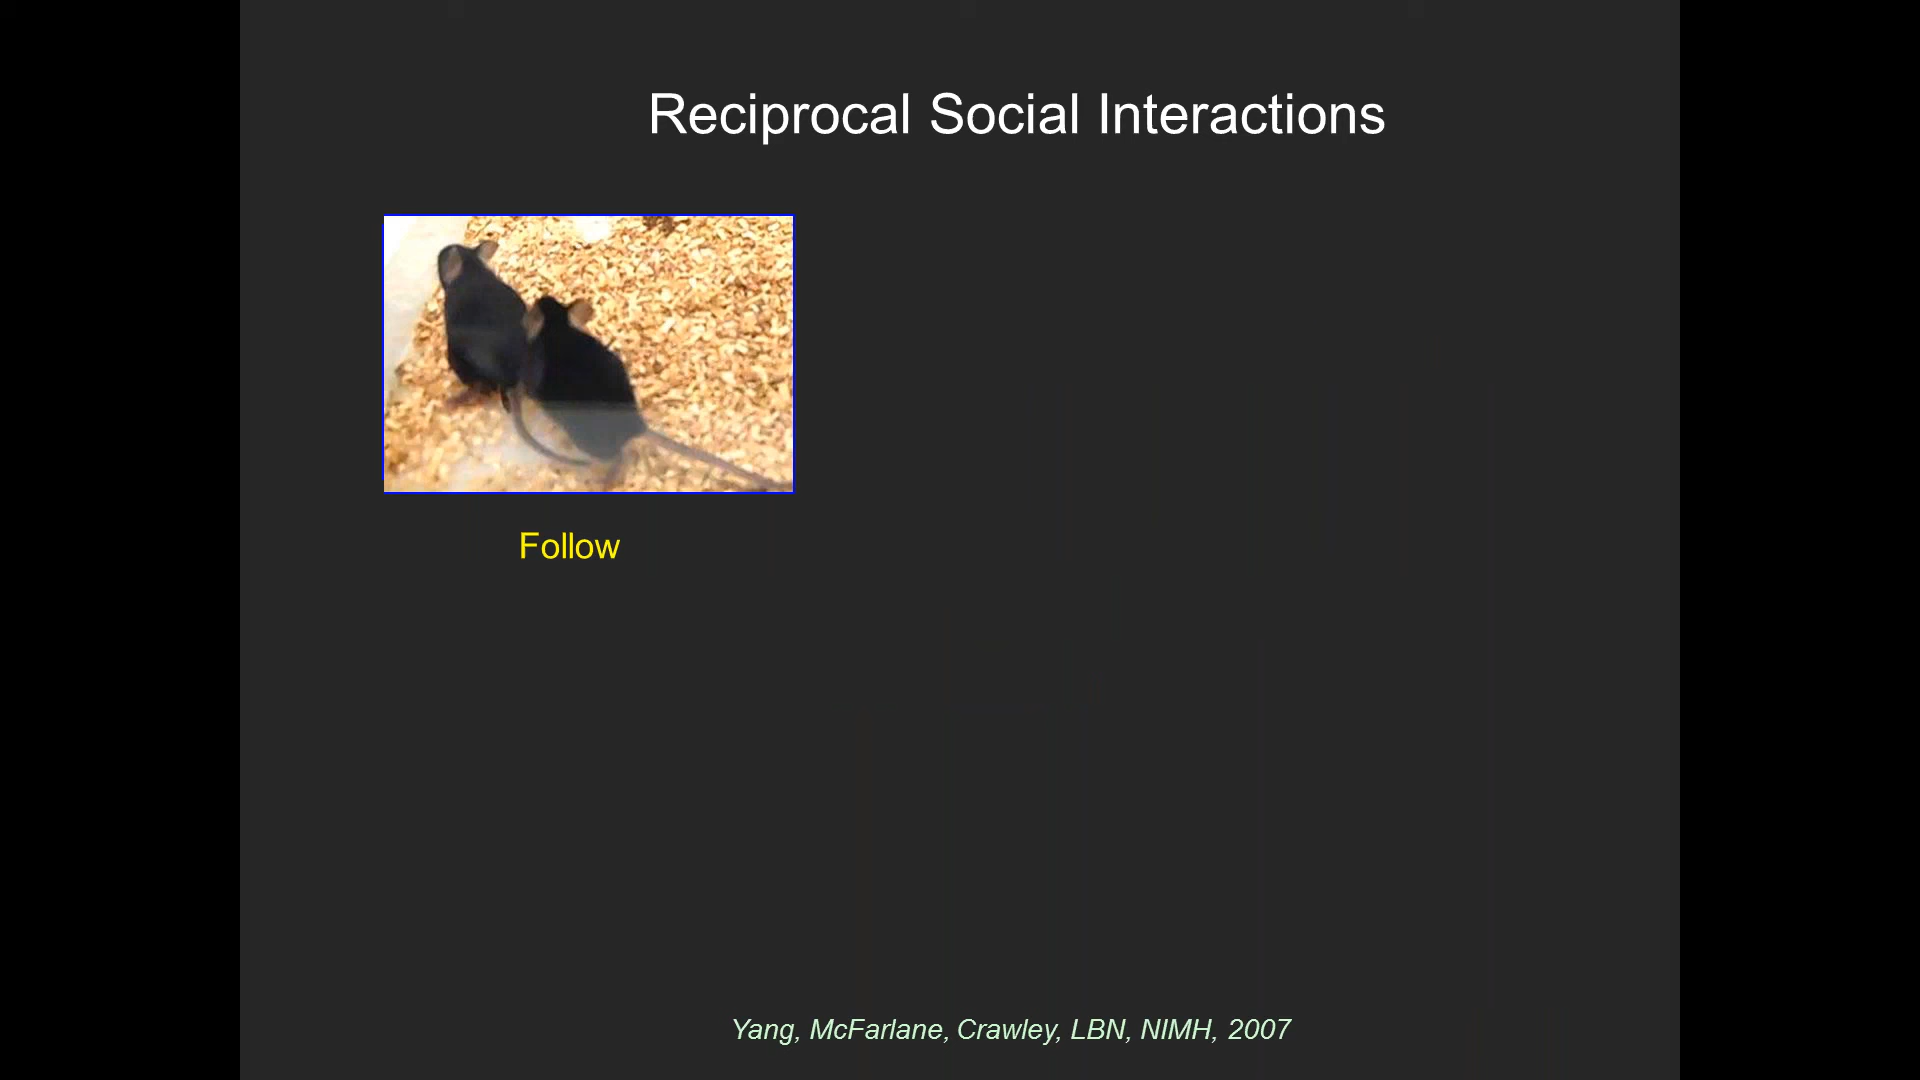 Reciprocal Social Interactions
Follow
Yang, McFarlane, Crawley, LBN, NIMH, 2007